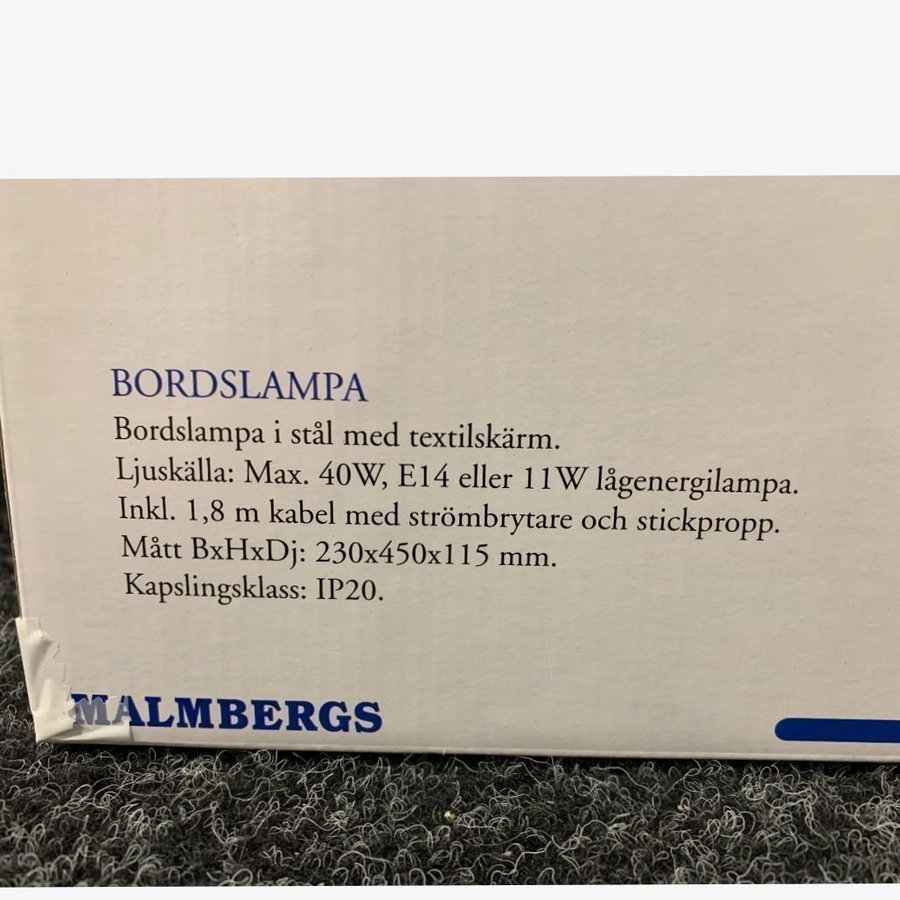 BORDSLAMPA
Bordslampa i stål med textilskärm.
Ljuskälla: Max. 40W, E14 eller 11W lågenergilampa.
Inkl. 1,8 m kabel med strömbrytare och stickpropp.
Mått BxHxDj: 230x450x115 mm.
Kapslingsklass: IP20.
MALMBERGS